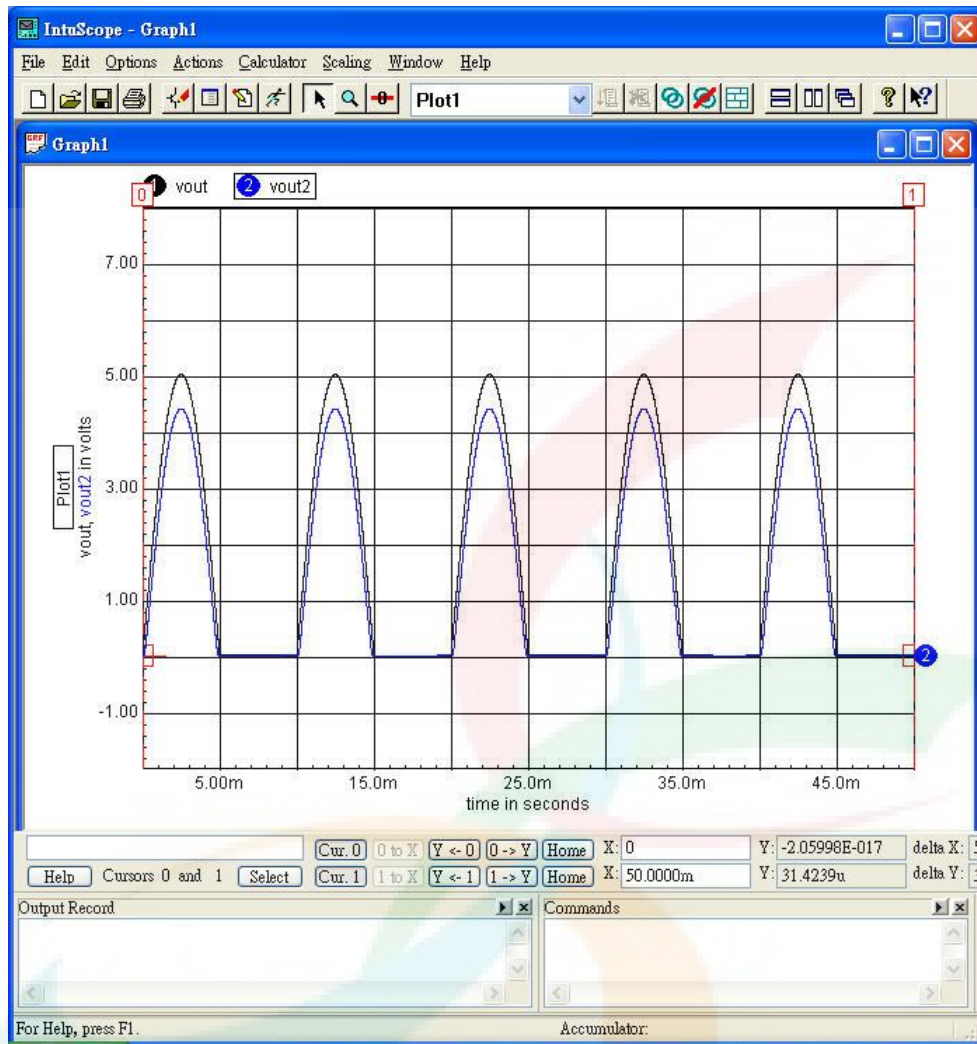 IntuScope - Graph1
File Edit Options Actions Calculator Scaling Window Help
Plot1
Graph1
1 vout 2 vout2
0 1
7.00
5.00
3.00
1.00
-1.00
Plot1
vout, vout2 in volts
2
5.00m 15.0m 25.0m 35.0m 45.0m
time in seconds
Cur. 0 0 to X Y <- 0 0 -> Y Home X: 0 Y: -2.05998E-017 delta X:
Help Cursors 0 and 1 Select Cur. 1 1 to X Y <- 1 1 -> Y Home X: 50.0000m Y: 31.4239u delta Y:
Output Record Commands
For Help, press F1. Accumulator: